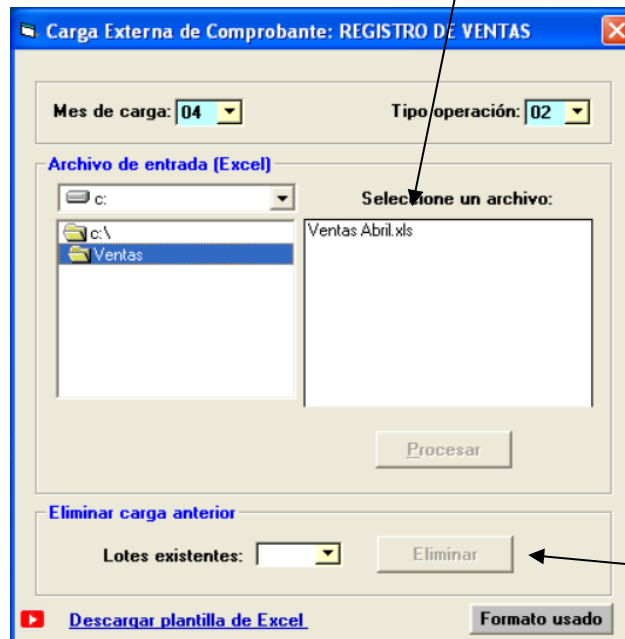 Carga Externa de Comprobante: REGISTRO DE VENTAS
Mes de carga: 04 Tipo operación: 02
Archivo de entrada (Excel)
c: Seleccione un archivo:
c:\ Ventas Abril.xls
Ventas
Procesar
Eliminar carga anterior
Lotes existentes: Eliminar
Descargar plantilla de Excel Formato usado